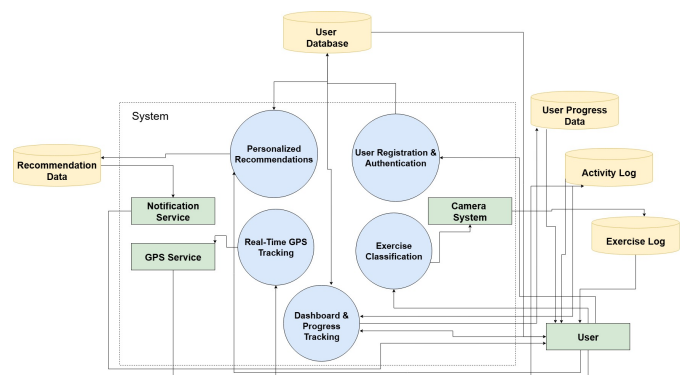 User
Database
System
Personalized
Recommendations
User Registration &
Authentication
User Progress
Data
Recommendation
Data
Activity Log
Notification
Service
Camera
System
Exercise Log
GPS Service
Real-Time GPS
Tracking
Exercise
Classification
Dashboard &
Progress
Tracking
User